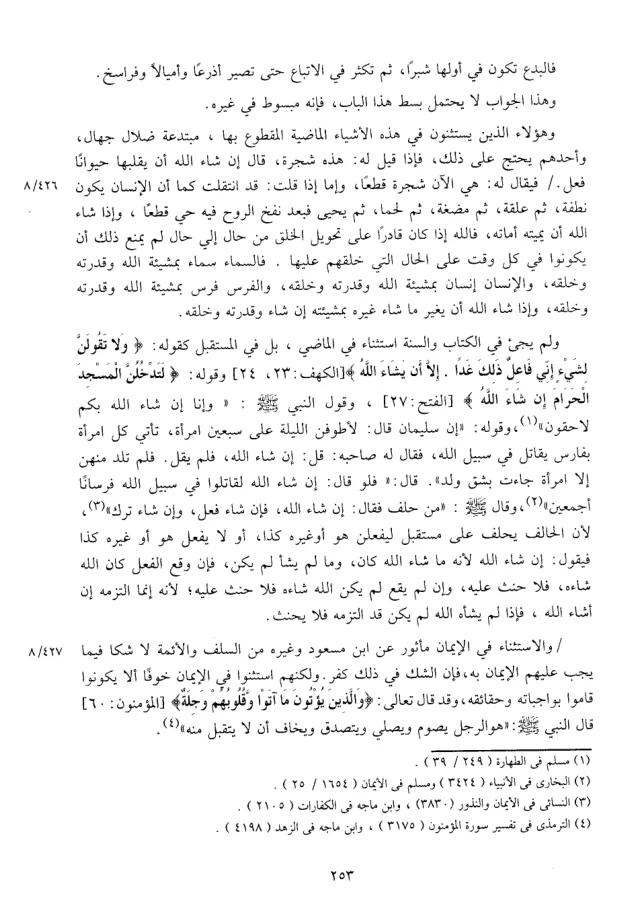 فالبدع تكون في أولها شبرًا، ثم تكثر في الاتباع حتى تصير أذرعًا وأميالاً وفراسخ.
وهذا الجواب لا يحتمل بسط هذا الباب، فإنه مبسوط في غيره.
وهؤلاء الذين يستثنون في هذه الأشياء الماضية المقطوع بها ، مبتدعة ضلال جهال،
وأحدهم يحتج على ذلك، فإذا قيل له: هذه شجرة، قال إن شاء الله أن يقلبها حيوانًا
٨/٤٢٦ فعل./ فيقال له: هي الآن شجرة قطعًا، وإما إذا قلت: قد انتقلت كما أن الإنسان يكون
نطفة، ثم علقة، ثم مضغة، ثم لحما، ثم يحيى فبعد نفخ الروح فيه حي قطعًا ، وإذا شاء
الله أن يميته أماته، فالله إذا كان قادرًا على تحويل الخلق من حال إلي حال لم يمنع ذلك أن
يكونوا في كل وقت على الحال التي خلقهم عليها . فالسماء سماء بمشيئة الله وقدرته
وخلقه، والإنسان إنسان بمشيئة الله وقدرته وخلقه، والفرس فرس بمشيئة الله وقدرته
وخلقه، وإذا شاء الله أن يغير ما شاء غيره بمشيئته إن شاء وقدرته وخلقه.
ولم يجئ في الكتاب والسنة استثناء في الماضي ، بل في المستقبل كقوله: ﴿ وَلا تَقُولَنَّ
لِشَيْءٍ إِنِّي فَاعِلٌ ذَلِكَ غَدًا . إِلاَّ أَن يَشَاءَ اللَّهُ ﴾[الكهف:٢٣، ٢٤] وقوله: ﴿ لَتَدْخُلُنَّ الْمَسْجِدَ
الْحَرَامَ إِن شَاءَ اللَّهُ ﴾ [الفتح:٢٧] ، وقول النبي ﷺ : « وإنا إن شاء الله بكم
لاحقون»(١)،وقوله: «إن سليمان قال: لأطوفن الليلة على سبعين امرأة، تأتي كل امرأة
بفارس يقاتل في سبيل الله، فقال له صاحبه: قل: إن شاء الله، فلم يقل. فلم تلد منهن
إلا امرأة جاءت بشق ولد». قال:« فلو قال: إن شاء الله لقاتلوا في سبيل الله فرسانًا
أجمعين»(٢)،وقال ﷺ : «من حلف فقال: إن شاء الله، فإن شاء فعل، وإن شاء ترك»(٣)،
لأن الحالف يحلف على مستقبل ليفعلن هو أوغيره كذا، أو لا يفعل هو أو غيره كذا
فيقول: إن شاء الله لأنه ما شاء الله كان، وما لم يشأ لم يكن، فإن وقع الفعل كان الله
شاءه، فلا حنث عليه، وإن لم يقع لم يكن الله شاءه فلا حنث عليه؛ لأنه إنما التزمه إن
أشاء الله ، فإذا لم يشأه الله لم يكن قد التزمه فلا يحنث.
٨/٤٢٧ / والاستثناء في الإيمان مأثور عن ابن مسعود وغيره من السلف والأئمة لا شكا فيما
يجب عليهم الإيمان به،فإن الشك في ذلك كفر.ولكنهم استثنوا في الإيمان خوفًا ألا يكونوا
قاموا بواجباته وحقائقه،وقد قال تعالى: ﴿وَالَّذِينَ يُؤْتُونَ مَا آتَوْا وَّقُلُوبُهُمْ وَجِلَةٌ﴾ [المؤمنون:٦٠]
قال النبي ﷺ:«هوالرجل يصوم ويصلي ويتصدق ويخاف أن لا يتقبل منه»(٤).
(١) مسلم في الطهارة ( ٢٤٩ / ٣٩ ) .
(٢) البخارى فى الأنبياء ( ٣٤٢٤ ) ومسلم فى الأيمان ( ١٦٥٤ / ٢٥ ) .
(٣) النسائى فى الأيمان والنذور (٣٨٣٠) ، وابن ماجه فى الكفارات ( ٢١٠٥ ) .
(٤) الترمذى فى تفسير سورة المؤمنون ( ٣١٧٥ ) ، وابن ماجه فى الزهد ( ٤١٩٨ ) .
٢٥٣